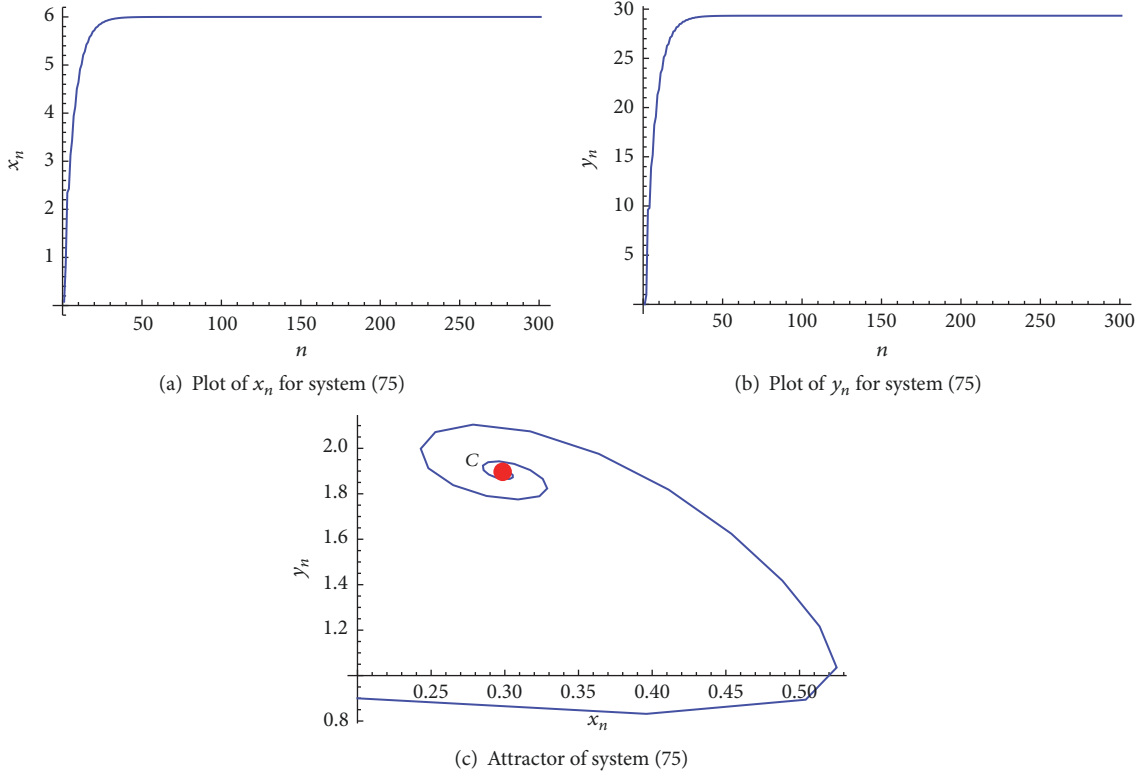 6
5
4
3
2
1
x_n
50 100 150 200 250 300
n
(a) Plot of x_n for system (75)
30
25
20
15
10
5
y_n
50 100 150 200 250 300
n
(b) Plot of y_n for system (75)
2.0
1.8
1.6
1.4
1.2
0.8
y_n
C
0.25 0.30 0.35 0.40 0.45 0.50
x_n
(c) Attractor of system (75)